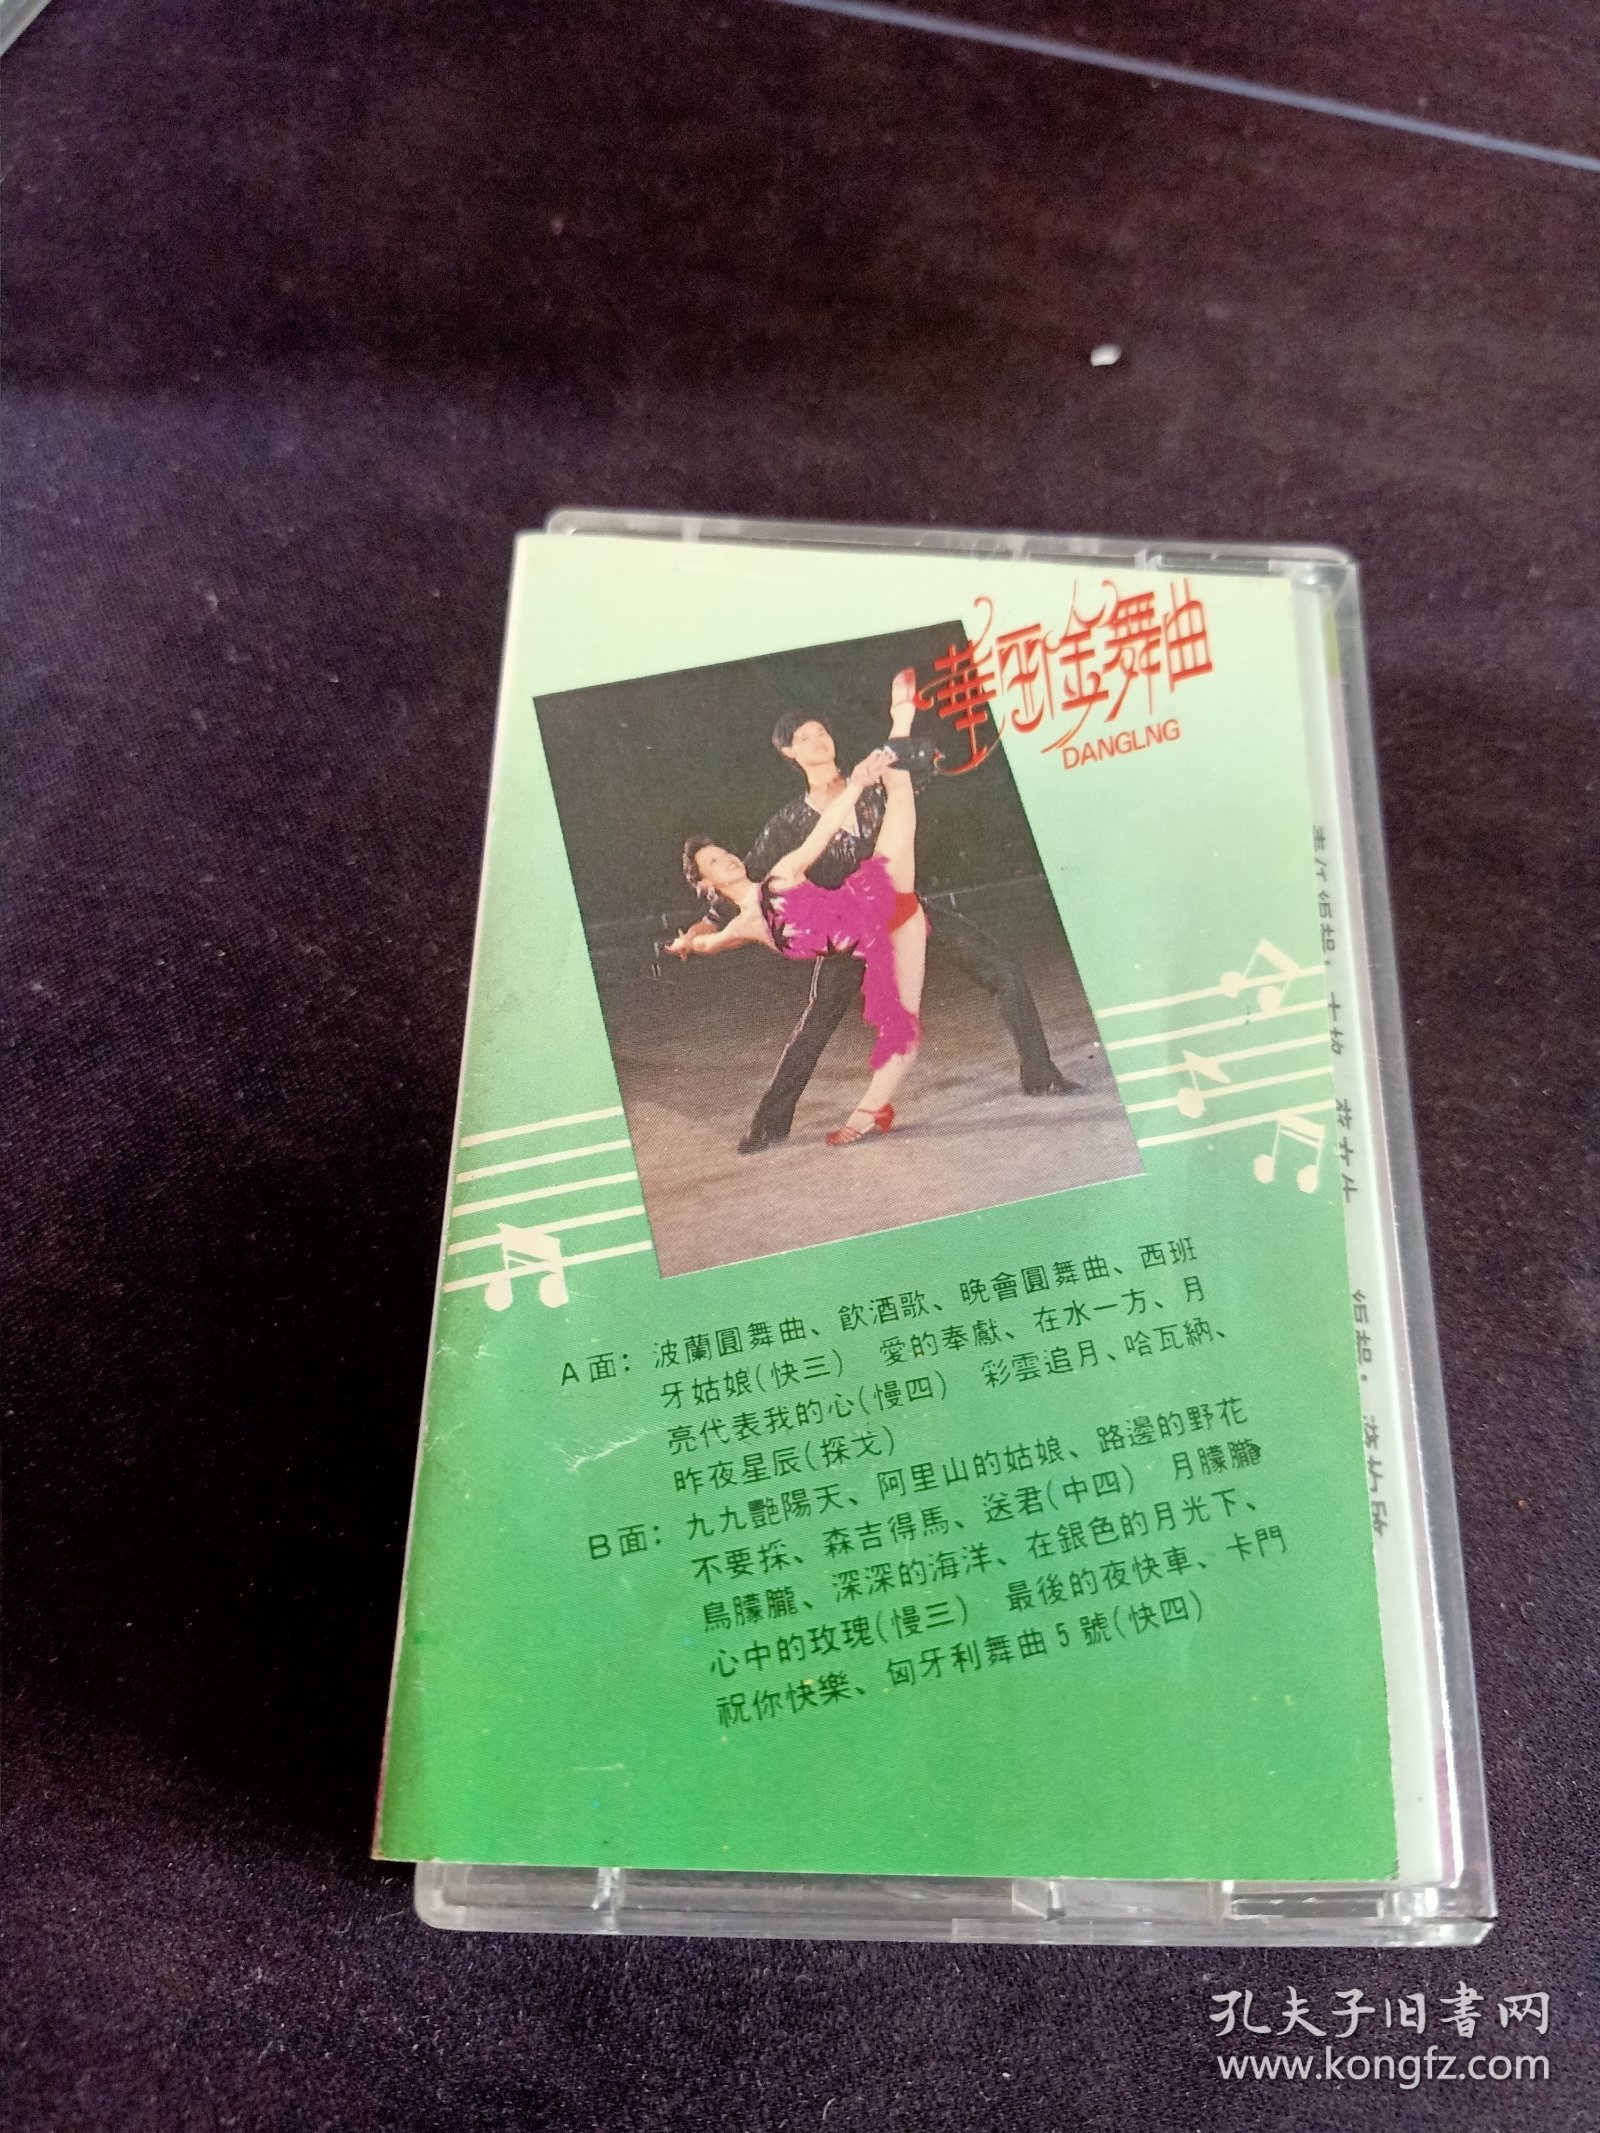 華亚金舞曲
DANGLNG
A面：波蘭圓舞曲、飲酒歌、晚會圓舞曲、西班
牙姑娘(快三) 愛的奉獻、在水一方、月
亮代表我的心(慢四) 彩雲追月、哈瓦納、
昨夜星辰(探戈)
B面：九九艷陽天、阿里山的姑娘、路邊的野花
不要採、森吉得馬、送君(中四) 月朦朧
鳥朦朧、深深的海洋、在銀色的月光下、
心中的玫瑰(慢三) 最後的夜快車、卡門
祝你快樂、匈牙利舞曲5號(快四)
孔夫子旧書网
www.kongfz.com